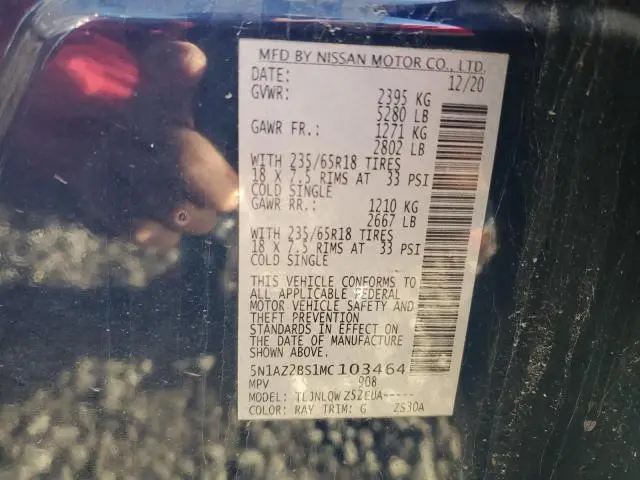 MFD BY NISSAN MOTOR CO., LTD.
DATE: 12/20
GVWR: 2395 KG
5280 LB
GAWR FR.: 1271 KG
2802 LB
WITH 235/65R18 TIRES
18 X 7.5 RIMS AT 33 PSI
COLD SINGLE
GAWR RR.: 1210 KG
2667 LB
WITH 235/65R18 TIRES
18 X 7.5 RIMS AT 33 PSI
COLD SINGLE
THIS VEHICLE CONFORMS TO
ALL APPLICABLE FEDERAL
MOTOR VEHICLE SAFETY AND
THEFT PREVENTION
STANDARDS IN EFFECT ON
THE DATE OF MANUFACTURE
SHOWN ABOVE.
5N1AZ2BS1MC103464
MPV 908
MODEL: TLJNLQW Z52EUA-----
COLOR: RAY TRIM: G ZS30A